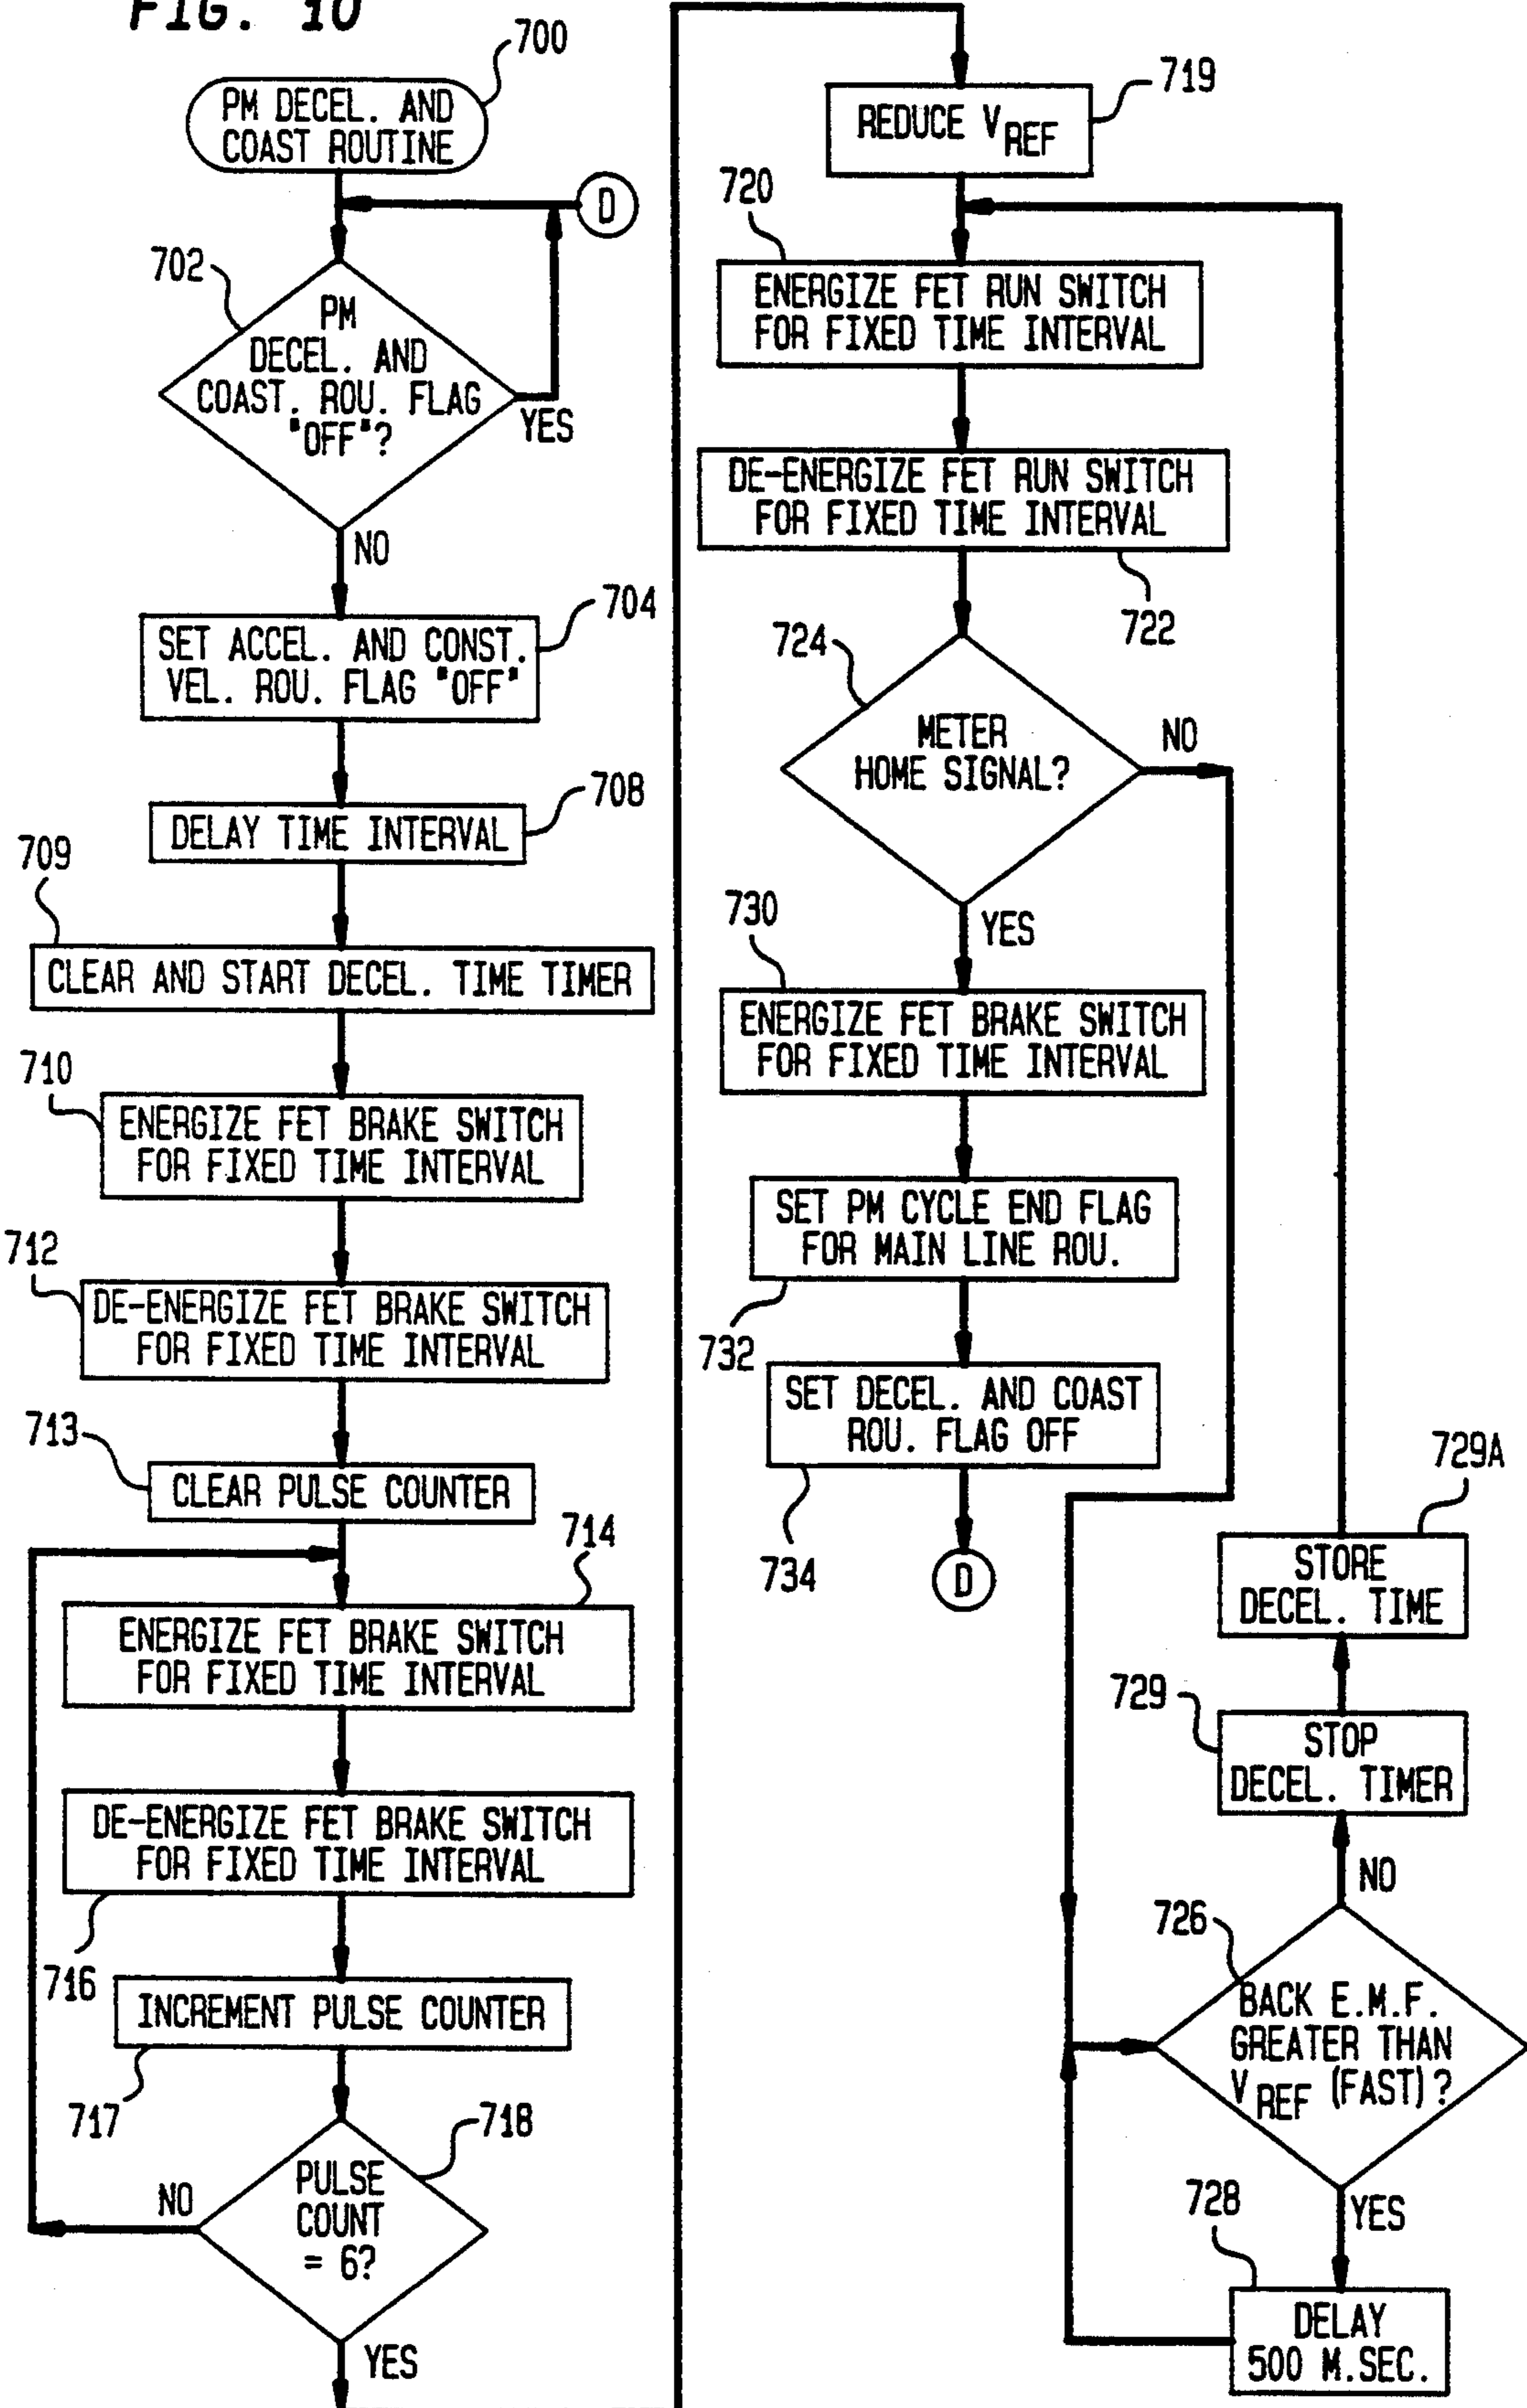 FIG. 10
700
PM DECEL. AND
COAST ROUTINE
D
702
PM
DECEL. AND
COAST. ROU. FLAG
"OFF"?
YES
NO
704
SET ACCEL. AND CONST.
VEL. ROU. FLAG "OFF"
708
DELAY TIME INTERVAL
709
CLEAR AND START DECEL. TIME TIMER
710
ENERGIZE FET BRAKE SWITCH
FOR FIXED TIME INTERVAL
712
DE-ENERGIZE FET BRAKE SWITCH
FOR FIXED TIME INTERVAL
713
CLEAR PULSE COUNTER
714
ENERGIZE FET BRAKE SWITCH
FOR FIXED TIME INTERVAL
DE-ENERGIZE FET BRAKE SWITCH
FOR FIXED TIME INTERVAL
716
INCREMENT PULSE COUNTER
717
718
PULSE
COUNT
= 6?
NO
YES
719
REDUCE VREF
720
ENERGIZE FET RUN SWITCH
FOR FIXED TIME INTERVAL
DE-ENERGIZE FET RUN SWITCH
FOR FIXED TIME INTERVAL
722
724
METER
HOME SIGNAL?
NO
YES
730
ENERGIZE FET BRAKE SWITCH
FOR FIXED TIME INTERVAL
SET PM CYCLE END FLAG
FOR MAIN LINE ROU.
732
SET DECEL. AND COAST
ROU. FLAG OFF
734
D
729A
STORE
DECEL. TIME
729
STOP
DECEL. TIMER
NO
726
BACK E.M.F.
GREATER THAN
VREF (FAST)?
YES
728
DELAY
500 M.SEC.